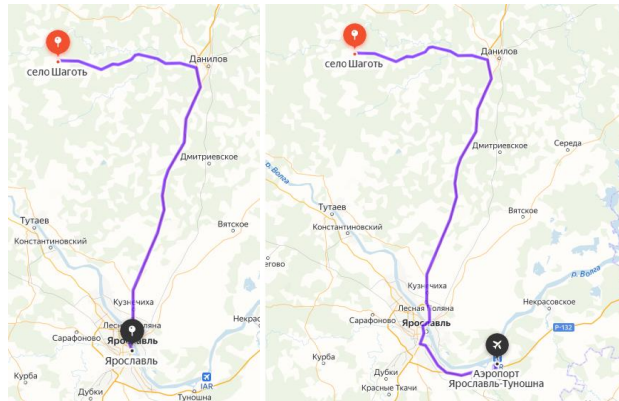 село Шаготь
Данилов
Дмитриевское
Тутаев
Вятское
Константиновский
Кузнечиха
Лесная Поляна
Сарафоново
Ярославль
Ярославль
Некрасовское
Курба
IAR
Дубки
Туношна
село Шаготь
Данилов
Дмитриевское
Середа
р. Волга
Тутаев
Вятское
Константиновский
Кузнечиха
р. Волга
Лесная Поляна
Некрасовское
Сарафоново
Ярославль
Р-132
Курба
Аэропорт
Ярославль-Туношна
Дубки
Красные Ткачи